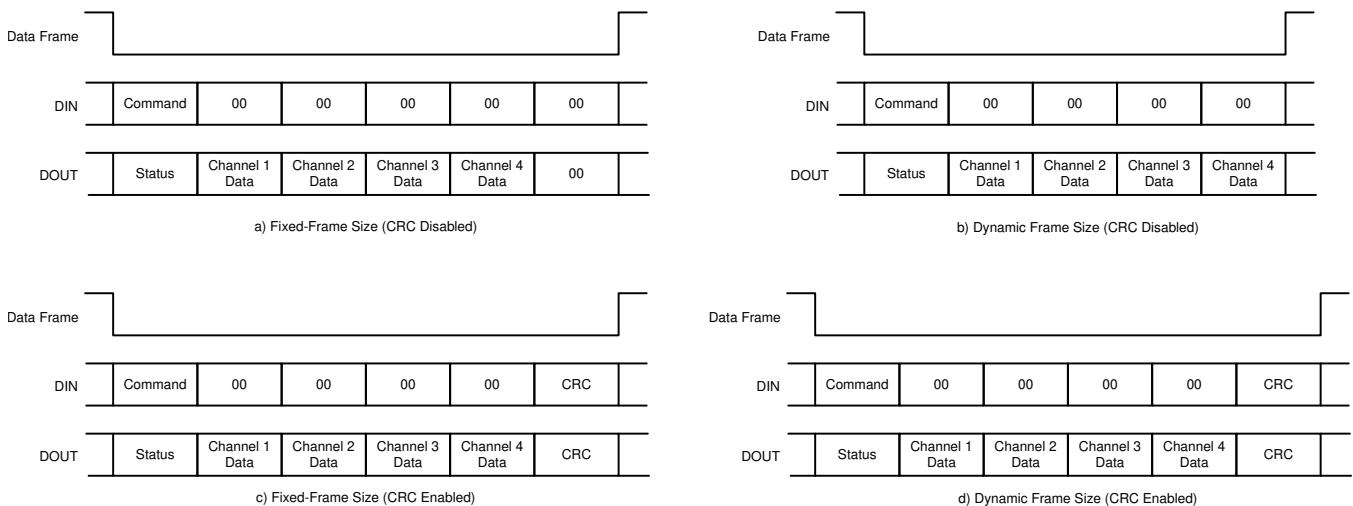 Data Frame
DIN Command 00 00 00 00 00
DOUT Status Channel 1 Data Channel 2 Data Channel 3 Data Channel 4 Data 00
a) Fixed-Frame Size (CRC Disabled)
Data Frame
DIN Command 00 00 00 00
DOUT Status Channel 1 Data Channel 2 Data Channel 3 Data Channel 4 Data
b) Dynamic Frame Size (CRC Disabled)
Data Frame
DIN Command 00 00 00 00 CRC
DOUT Status Channel 1 Data Channel 2 Data Channel 3 Data Channel 4 Data CRC
c) Fixed-Frame Size (CRC Enabled)
Data Frame
DIN Command 00 00 00 00 CRC
DOUT Status Channel 1 Data Channel 2 Data Channel 3 Data Channel 4 Data CRC
d) Dynamic Frame Size (CRC Enabled)